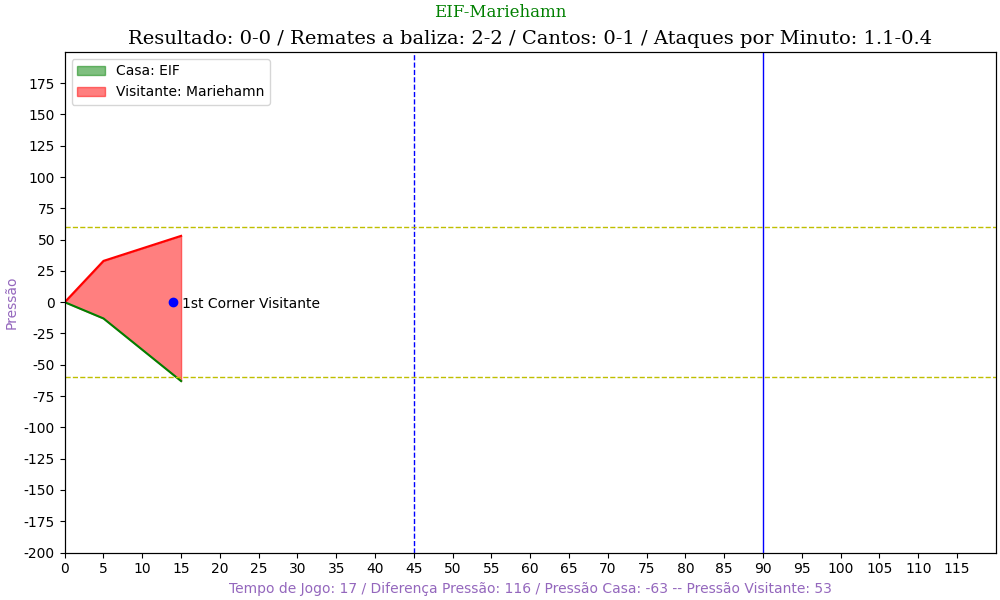 EIF-Mariehamn
Resultado: 0-0 / Remates a baliza: 2-2 / Cantos: 0-1 / Ataques por Minuto: 1.1-0.4
Casa: EIF
Visitante: Mariehamn
175
150
125
100
75
50
25
0
-25
-50
-75
-100
-125
-150
-175
-200
Pressão
1st Corner Visitante
0 5 10 15 20 25 30 35 40 45 50 55 60 65 70 75 80 85 90 95 100 105 110 115
Tempo de Jogo: 17 / Diferença Pressão: 116 / Pressão Casa: -63 -- Pressão Visitante: 53